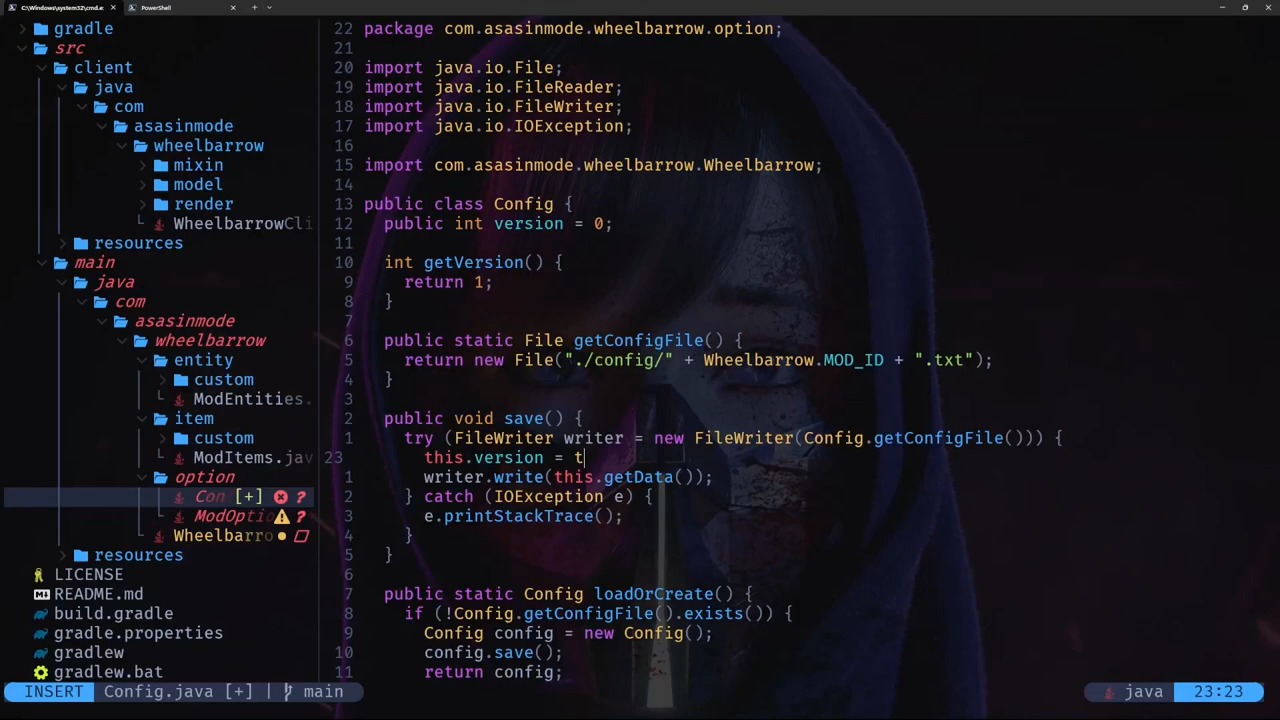 C:\Windows\system32\cmd.e:
PowerShell
gradle
src
client
java
com
asasinmode
wheelbarrow
mixin
model
render
WheelbarrowCli
resources
main
java
com
asasinmode
wheelbarrow
entity
custom
ModEntities.
item
custom
ModItems.jav
option
Con [+] ?
ModOptio ?
Wheelbarro
resources
LICENSE
README.md
build.gradle
gradle.properties
gradlew
gradlew.bat
22 package com.asasinmode.wheelbarrow.option;
21
20 import java.io.File;
19 import java.io.FileReader;
18 import java.io.FileWriter;
17 import java.io.IOException;
16
15 import com.asasinmode.wheelbarrow.Wheelbarrow;
14
13 public class Config {
12 public int version = 0;
11
10 int getVersion() {
9 return 1;
8 }
7
6 public static File getConfigFile() {
5 return new File("./config/" + Wheelbarrow.MOD_ID + ".txt");
4 }
3
2 public void save() {
1 try (FileWriter writer = new FileWriter(Config.getConfigFile())) {
23 this.version = t
1 writer.write(this.getData());
2 } catch (IOException e) {
3 e.printStackTrace();
4 }
5 }
6
7 public static Config loadOrCreate() {
8 if (!Config.getConfigFile().exists()) {
9 Config config = new Config();
10 config.save();
11 return config;
INSERT Config.java [+] | main
java 23:23